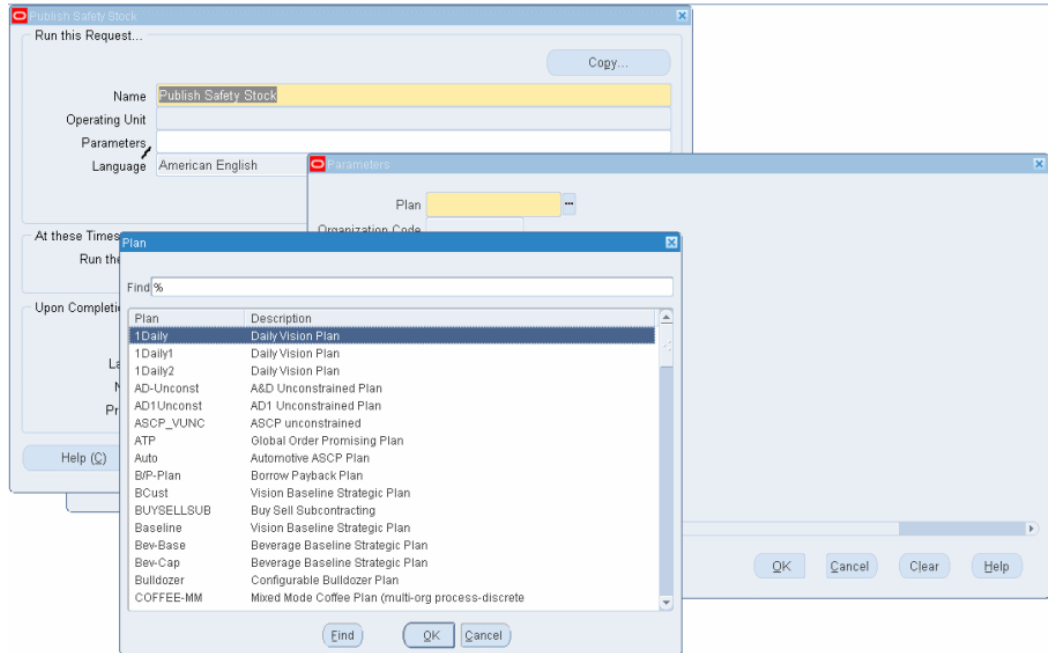 Publish Safety Stock
Run this Request...
Copy...
Name Publish Safety Stock
Operating Unit
Parameters
Language American English
Parameters
Plan
Organization Code
At these Times
Run the
Plan
Find %
Upon Completi
Plan Description
1Daily Daily Vision Plan
1Daily1 Daily Vision Plan
1Daily2 Daily Vision Plan
AD-Unconst A&D Unconstrained Plan
AD1Unconst AD1 Unconstrained Plan
ASCP_VUNC ASCP unconstrained
ATP Global Order Promising Plan
Auto Automotive ASCP Plan
B/P-Plan Borrow Payback Plan
BCust Vision Baseline Strategic Plan
BUYSELLSUB Buy Sell Subcontracting
Baseline Vision Baseline Strategic Plan
Bev-Base Beverage Baseline Strategic Plan
Bev-Cap Beverage Baseline Strategic Plan
Bulldozer Configurable Bulldozer Plan
COFFEE-MM Mixed Mode Coffee Plan (multi-org process-discrete
La
Pr
Help (C)
OK Cancel Clear Help
Find OK Cancel